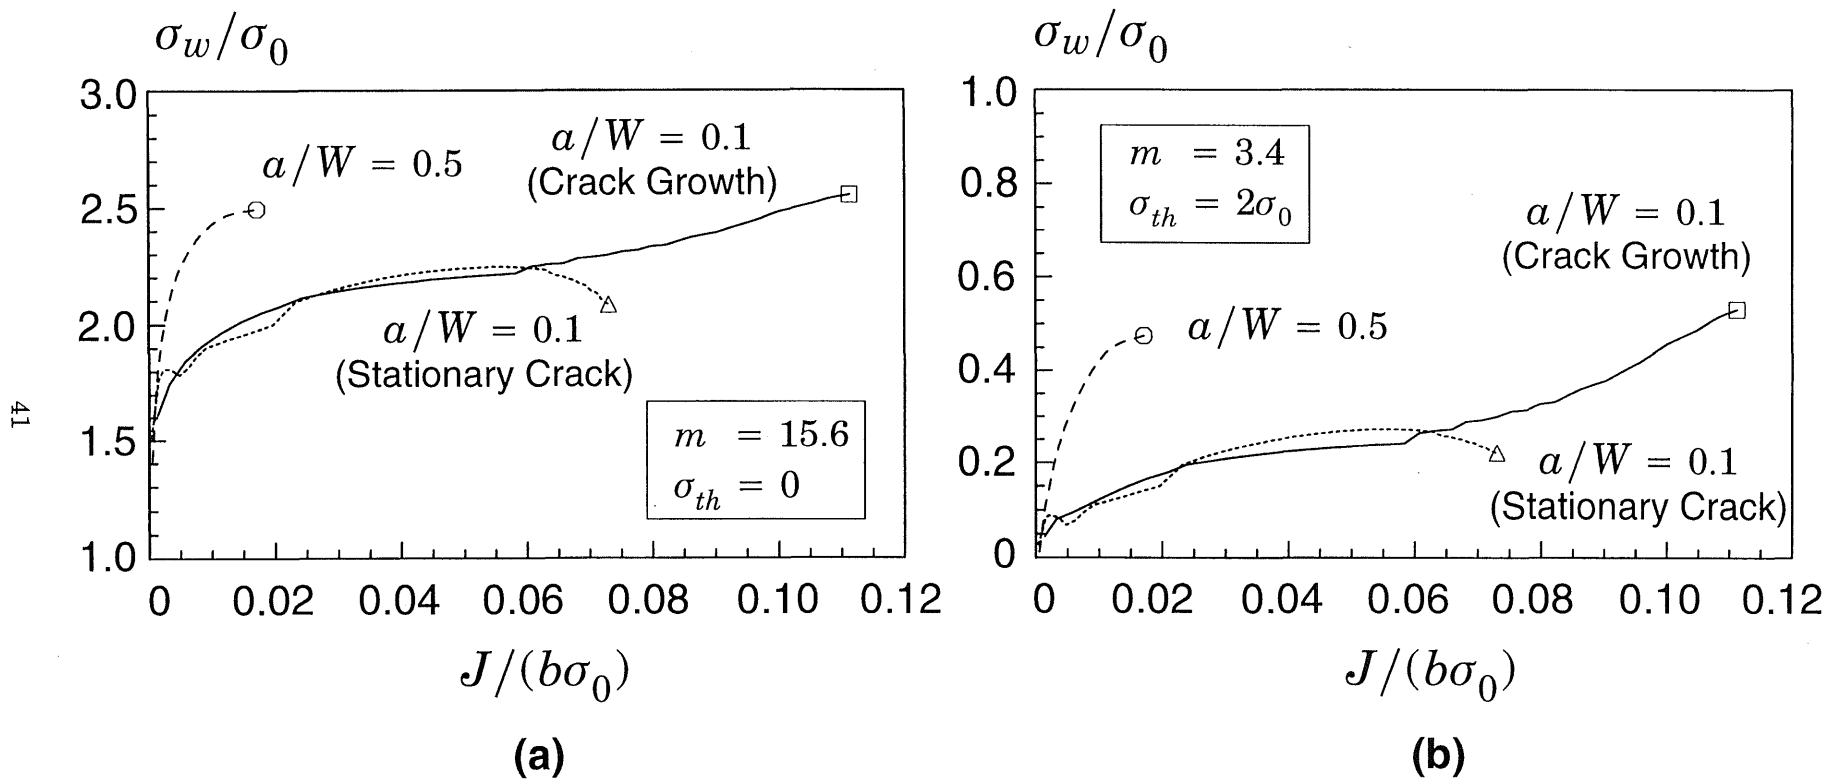 σw/σ0
3.0
2.5
2.0
1.5
1.0
a/W = 0.5
a/W = 0.1
(Crack Growth)
a/W = 0.1
(Stationary Crack)
m = 15.6
σth = 0
0 0.02 0.04 0.06 0.08 0.10 0.12
J/(bσ0)
(a)
σw/σ0
1.0
0.8
0.6
0.4
0.2
0
m = 3.4
σth = 2σ0
a/W = 0.1
(Crack Growth)
a/W = 0.5
a/W = 0.1
(Stationary Crack)
0 0.02 0.04 0.06 0.08 0.10 0.12
J/(bσ0)
(b)
41